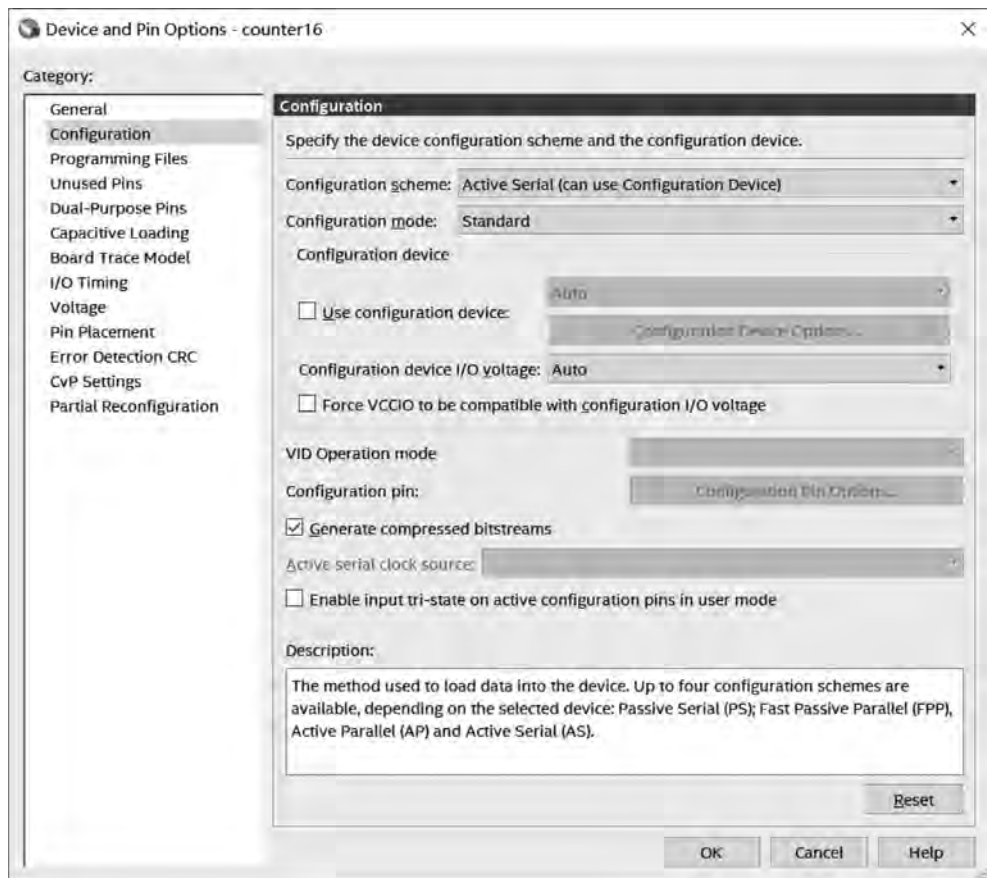 Device and Pin Options - counter16
Category:
General
Configuration
Programming Files
Unused Pins
Dual-Purpose Pins
Capacitive Loading
Board Trace Model
I/O Timing
Voltage
Pin Placement
Error Detection CRC
CvP Settings
Partial Reconfiguration
Configuration
Specify the device configuration scheme and the configuration device.
Configuration scheme: Active Serial (can use Configuration Device)
Configuration mode: Standard
Configuration device
Use configuration device: Auto
Configuration Device Options...
Configuration device I/O voltage: Auto
Force VCCIO to be compatible with configuration I/O voltage
VID Operation mode
Configuration pin: Configuration Pin Options...
Generate compressed bitstreams
Active serial clock source:
Enable input tri-state on active configuration pins in user mode
Description:
The method used to load data into the device. Up to four configuration schemes are
available, depending on the selected device: Passive Serial (PS); Fast Passive Parallel (FPP),
Active Parallel (AP) and Active Serial (AS).
Reset
OK Cancel Help